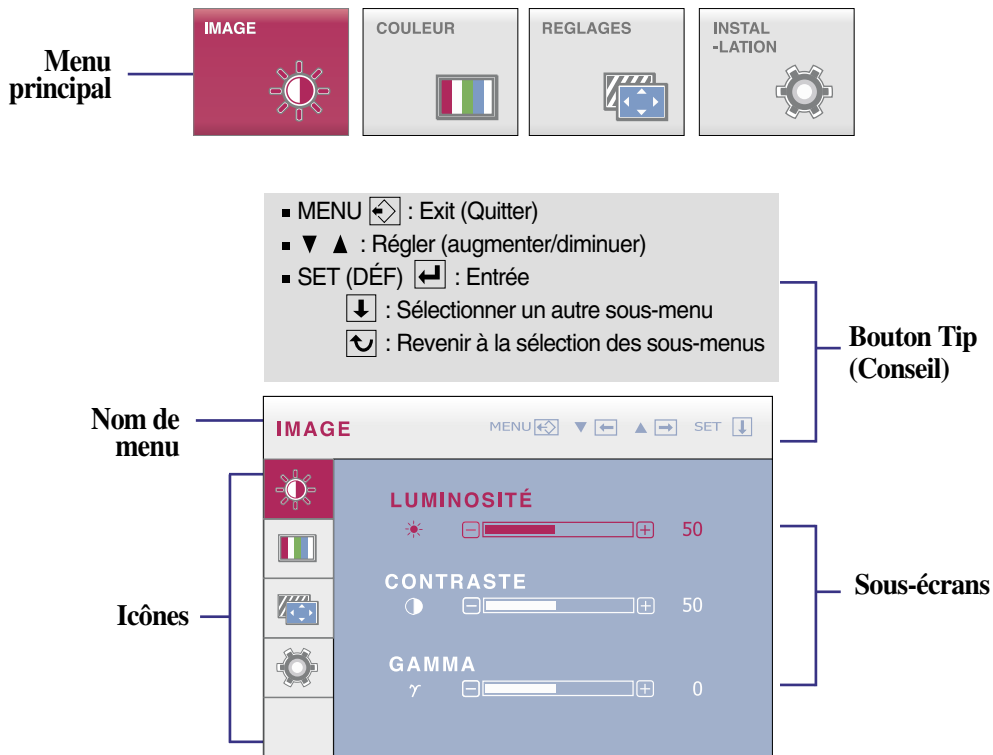 IMAGE
COULEUR
REGLAGES
INSTAL
-LATION
Menu
principal
MENU : Exit (Quitter)
▼ ▲ : Régler (augmenter/diminuer)
SET (DÉF) : Entrée
: Sélectionner un autre sous-menu
: Revenir à la sélection des sous-menus
Bouton Tip
(Conseil)
Nom de
menu
IMAGE
MENU ▼ ▲ SET
LUMINOSITÉ
50
CONTRASTE
50
GAMMA
γ 0
Icônes
Sous-écrans